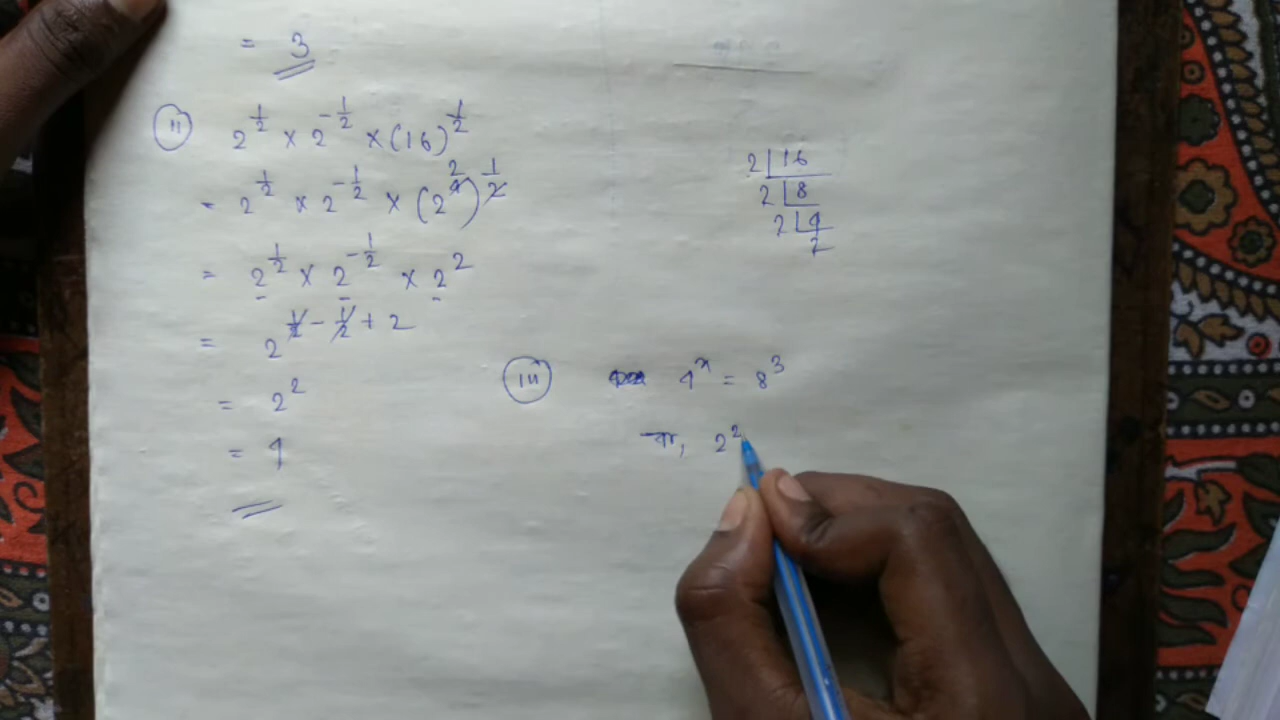 = 3
(ii) 2^{1/2} × 2^{-1/2} × (16)^{1/2}
= 2^{1/2} × 2^{-1/2} × (2^{4})^{1/2} 2
= 2^{1/2} × 2^{-1/2} × 2^{2}
= 2^{1/2 - 1/2 + 2}
= 2^{2}
= 4
2 | 16
2 | 8
2 | 4
2
(iii) 4^{x} = 8^{3}
বা, 2^{2